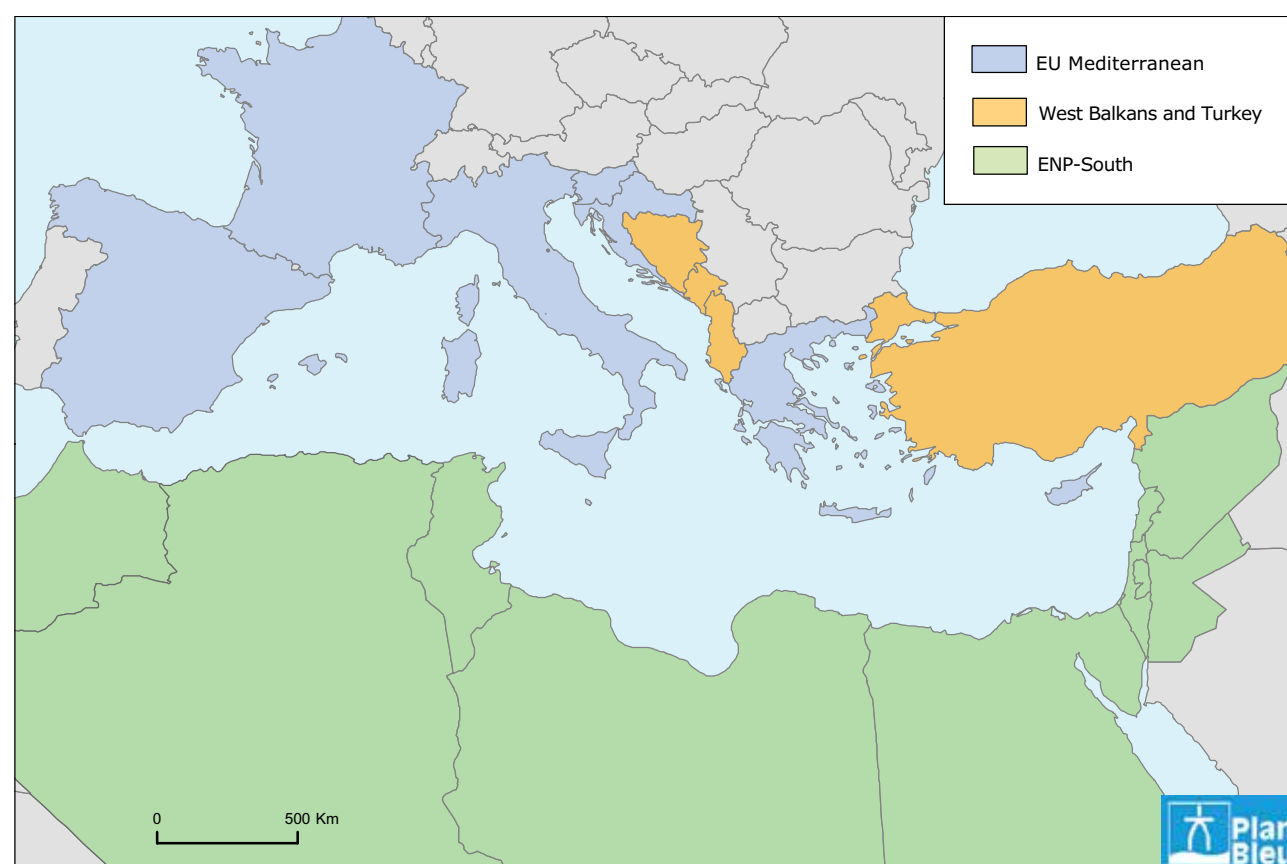 EU Mediterranean
West Balkans and Turkey
ENP-South
0 500 Km
Plan
Bleu